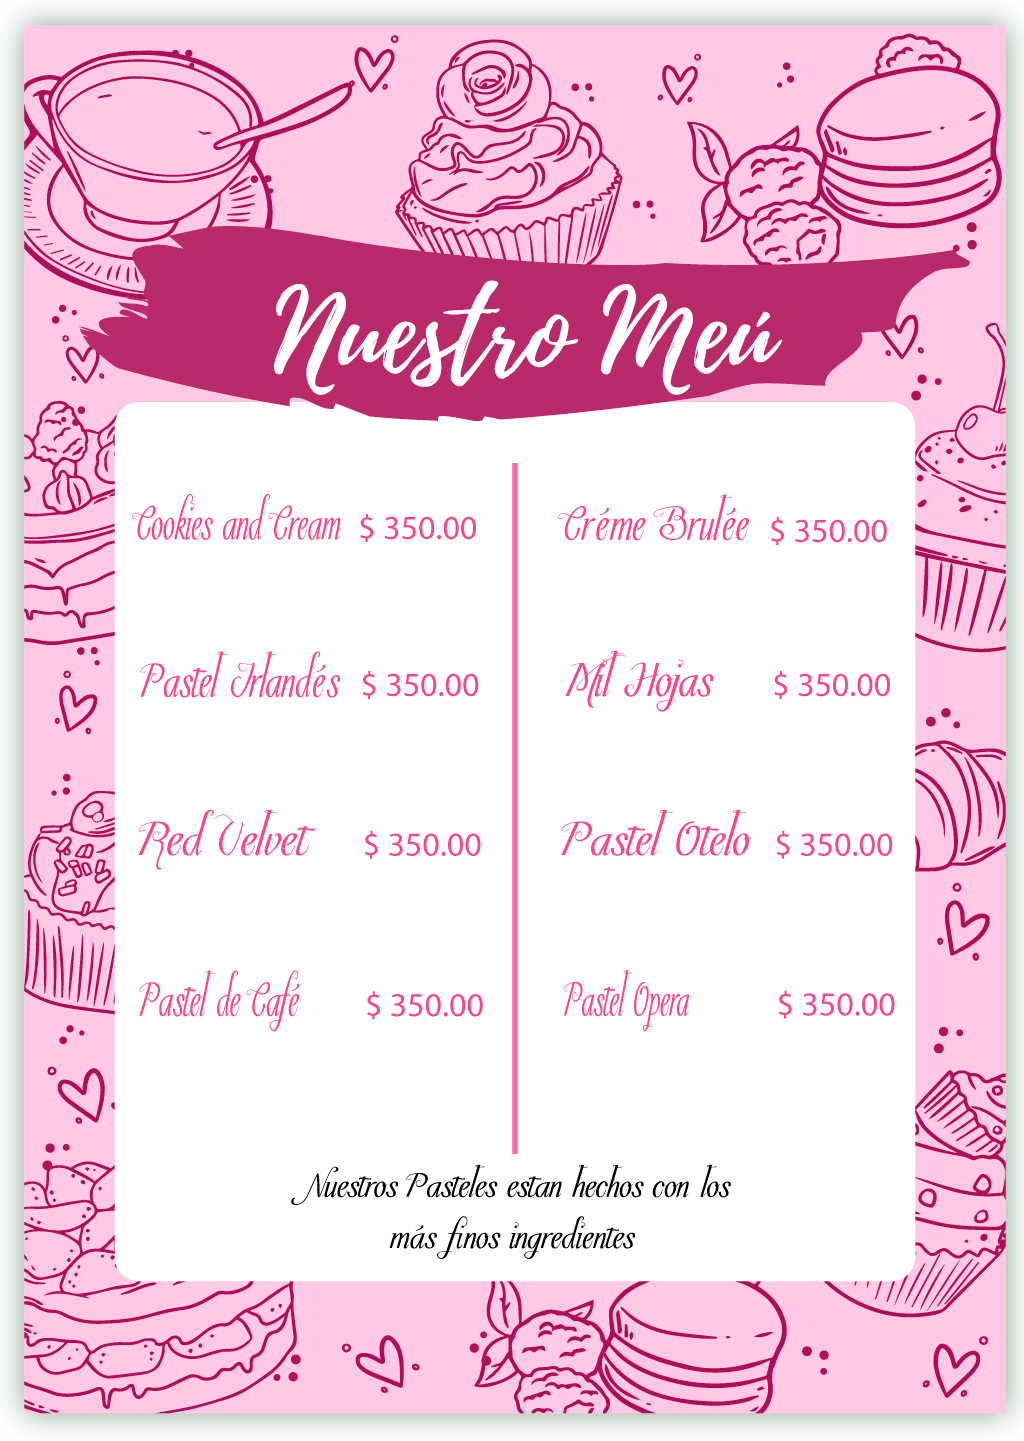 Nuestro Meú
Cookies and Cream $ 350.00
Pastel Irlandés $ 350.00
Red Velvet $ 350.00
Pastel de Café $ 350.00
Créme Brulée $ 350.00
Mil Hojas $ 350.00
Pastel Otelo $ 350.00
Pastel Opera $ 350.00
Nuestros Pasteles estan hechos con los
más finos ingredientes